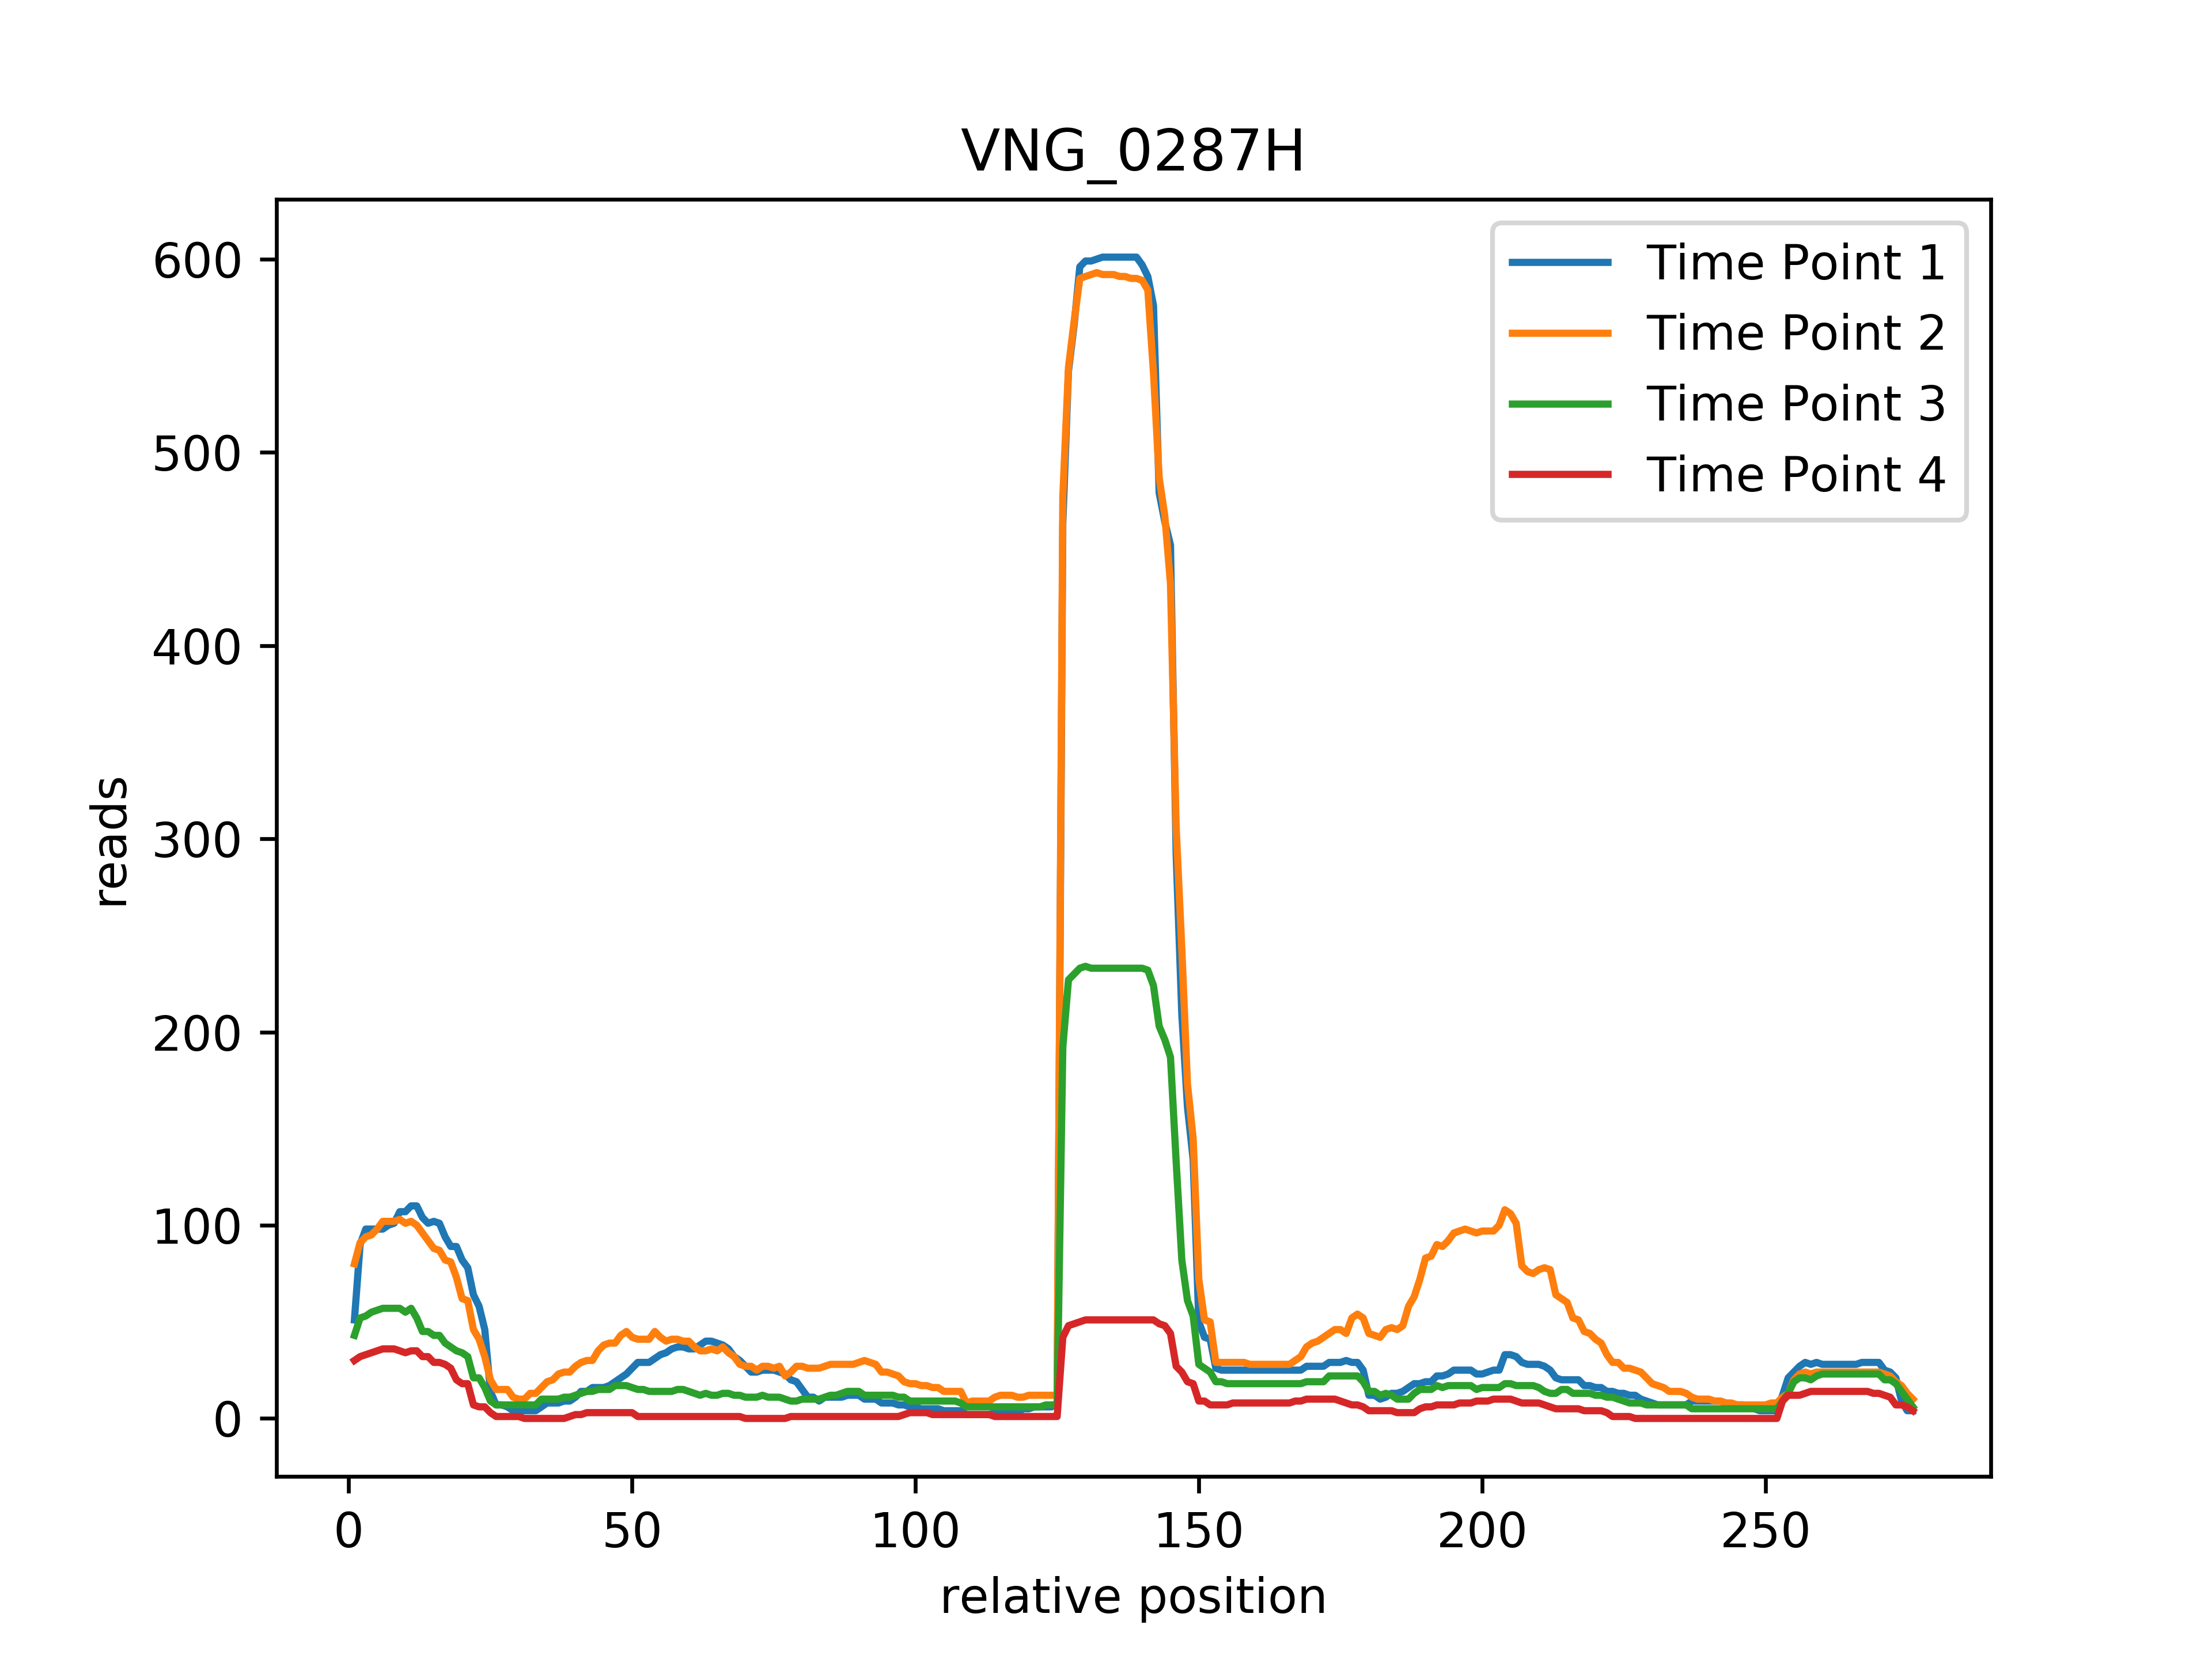 VNG_0287H
Time Point 1
Time Point 2
Time Point 3
Time Point 4
reads
600
500
400
300
200
100
0
0 50 100 150 200 250
relative position